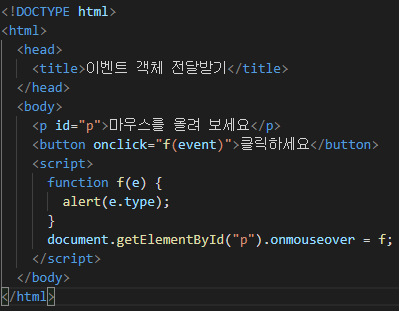 <!DOCTYPE html>
<html>
  <head>
    <title>이벤트 객체 전달받기</title>
  </head>
  <body>
    <p id="p">마우스를 올려 보세요</p>
    <button onclick="f(event)">클릭하세요</button>
    <script>
      function f(e) {
        alert(e.type);
      }
      document.getElementById("p").onmouseover = f;
    </script>
  </body>
</html>